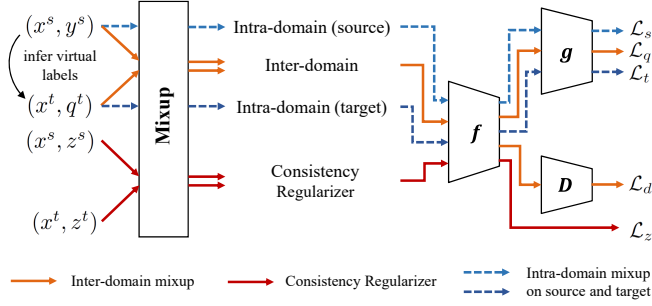 (x^s, y^s)
infer virtual
labels
(x^t, q^t)
(x^s, z^s)
(x^t, z^t)
Mixup
Intra-domain (source)
Inter-domain
Intra-domain (target)
Consistency
Regularizer
f
g
D
ℒ_s
ℒ_q
ℒ_t
ℒ_d
ℒ_z
Inter-domain mixup
Consistency Regularizer
Intra-domain mixup
on source and target